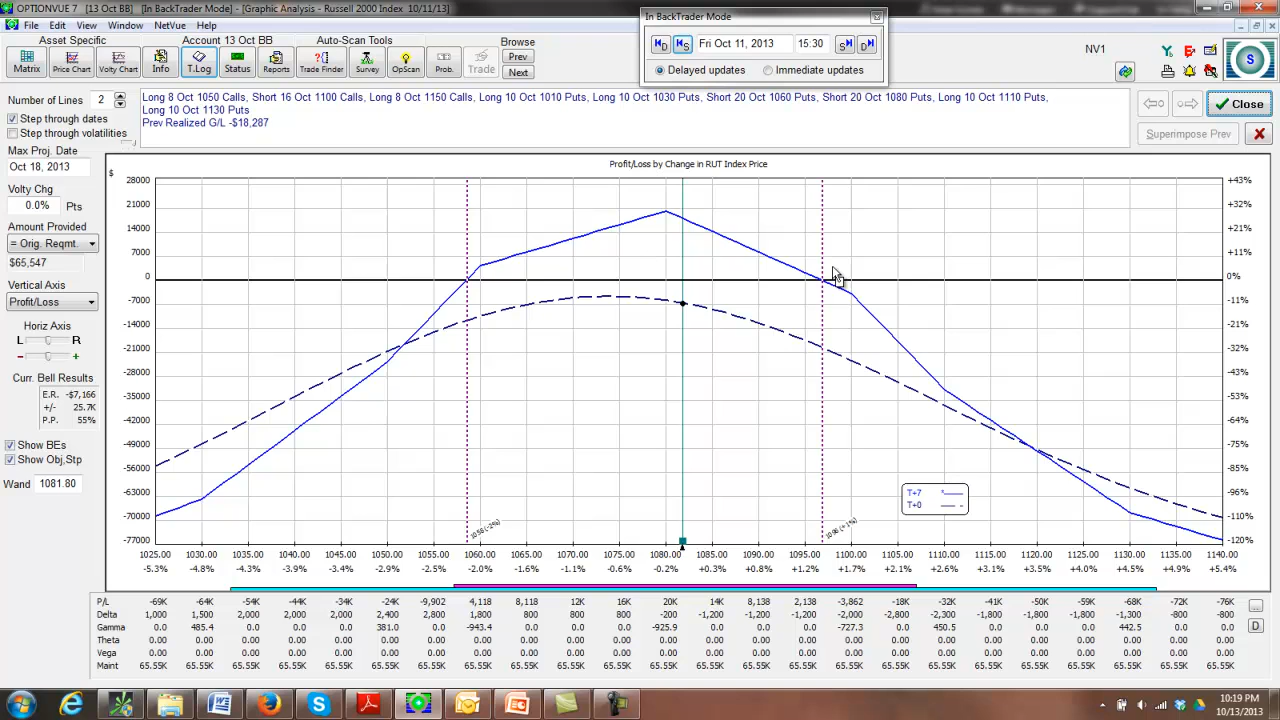 OPTIONVUE 7 [13 Oct BB] - [In BackTrader Mode] - [Graphic Analysis - Russell 2000 Index 10/11/13]
File Edit View Window NetVue Help
In BackTrader Mode
Fri Oct 11, 2013 15:30
Delayed updates Immediate updates
Asset Specific Account 13 Oct BB Auto-Scan Tools Browse
Matrix Price Chart Volty Chart Info T.Log Status Reports Trade Finder Survey OpScan Prob. Trade Prev Next
NV1
Number of Lines 2
Step through dates
Step through volatilities
Max Proj. Date
Oct 18, 2013
Volty Chg
0.0% Pts
Amount Provided
= Orig. Reqmt.
$65,547
Vertical Axis
Profit/Loss
Horiz Axis
L R
- +
Curr. Bell Results
E.R. -$7,166
+/- 25.7K
P.P. 55%
Show BEs
Show Obj,Stp
Wand 1081.80
Long 8 Oct 1050 Calls, Short 16 Oct 1100 Calls, Long 8 Oct 1150 Calls, Long 10 Oct 1050 Puts, Long 10 Oct 1030 Puts, Short 20 Oct 1060 Puts, Short 20 Oct 1080 Puts, Long 10 Oct 1110 Puts,
Long 10 Oct 1130 Puts
Prev Realized G/L -$18,287
Close
Superimpose Prev
Profit/Loss by Change in RUT Index Price
$
28000 +43%
21000 +32%
14000 +21%
7000 +11%
0 0%
-7000 -11%
-14000 -21%
-21000 -32%
-28000 -43%
-35000 -53%
-42000 -64%
-49000 -75%
-56000 -85%
-63000 -96%
-70000 -110%
-77000 -120%
T+7
T+0
1025.00 1030.00 1035.00 1040.00 1045.00 1050.00 1055.00 1060.00 1065.00 1070.00 1075.00 1080.00 1085.00 1090.00 1095.00 1100.00 1105.00 1110.00 1115.00 1120.00 1125.00 1130.00 1135.00 1140.00
-5.3% -4.8% -4.3% -3.9% -3.4% -3.0% -2.5% -2.0% -1.6% -1.1% -0.6% -0.2% +0.3% +0.8% +1.2% +1.7% +2.1% +2.6% +3.1% +3.5% +4.0% +4.5% +4.9% +5.4%
P/L -69K -64K -54K -44K -34K -24K -9,902 4,118 8,118 12K 16K 20K 14K 8,138 2,138 -3,862 -18K -32K -41K -50K -59K -68K -72K -76K
Delta 1,000 1,500 2,000 2,000 2,000 2,400 2,800 1,800 800 800 800 -200 -1,200 -1,200 -1,200 -2,000 -2,800 -2,300 -1,800 -1,800 -1,800 -1,300 -800 -800
Gamma 0.0 485.4 0.0 0.0 0.0 381.0 0.0 -943.4 0.0 0.0 0.0 -925.9 0.0 0.0 0.0 -727.3 0.0 450.5 0.0 0.0 0.0 442.5 0.0 0.0
Theta 0.00 0.00 0.00 0.00 0.00 0.00 0.00 0.00 0.00 0.00 0.00 0.00 0.00 0.00 0.00 0.00 0.00 0.00 0.00 0.00 0.00 0.00 0.00 0.00
Vega 0.00 0.00 0.00 0.00 0.00 0.00 0.00 0.00 0.00 0.00 0.00 0.00 0.00 0.00 0.00 0.00 0.00 0.00 0.00 0.00 0.00 0.00 0.00 0.00
Maint 65.55K 65.55K 65.55K 65.55K 65.55K 65.55K 65.55K 65.55K 65.55K 65.55K 65.55K 65.55K 65.55K 65.55K 65.55K 65.55K 65.55K 65.55K 65.55K 65.55K 65.55K 65.55K 65.55K 65.55K
10:19 PM
10/13/2013